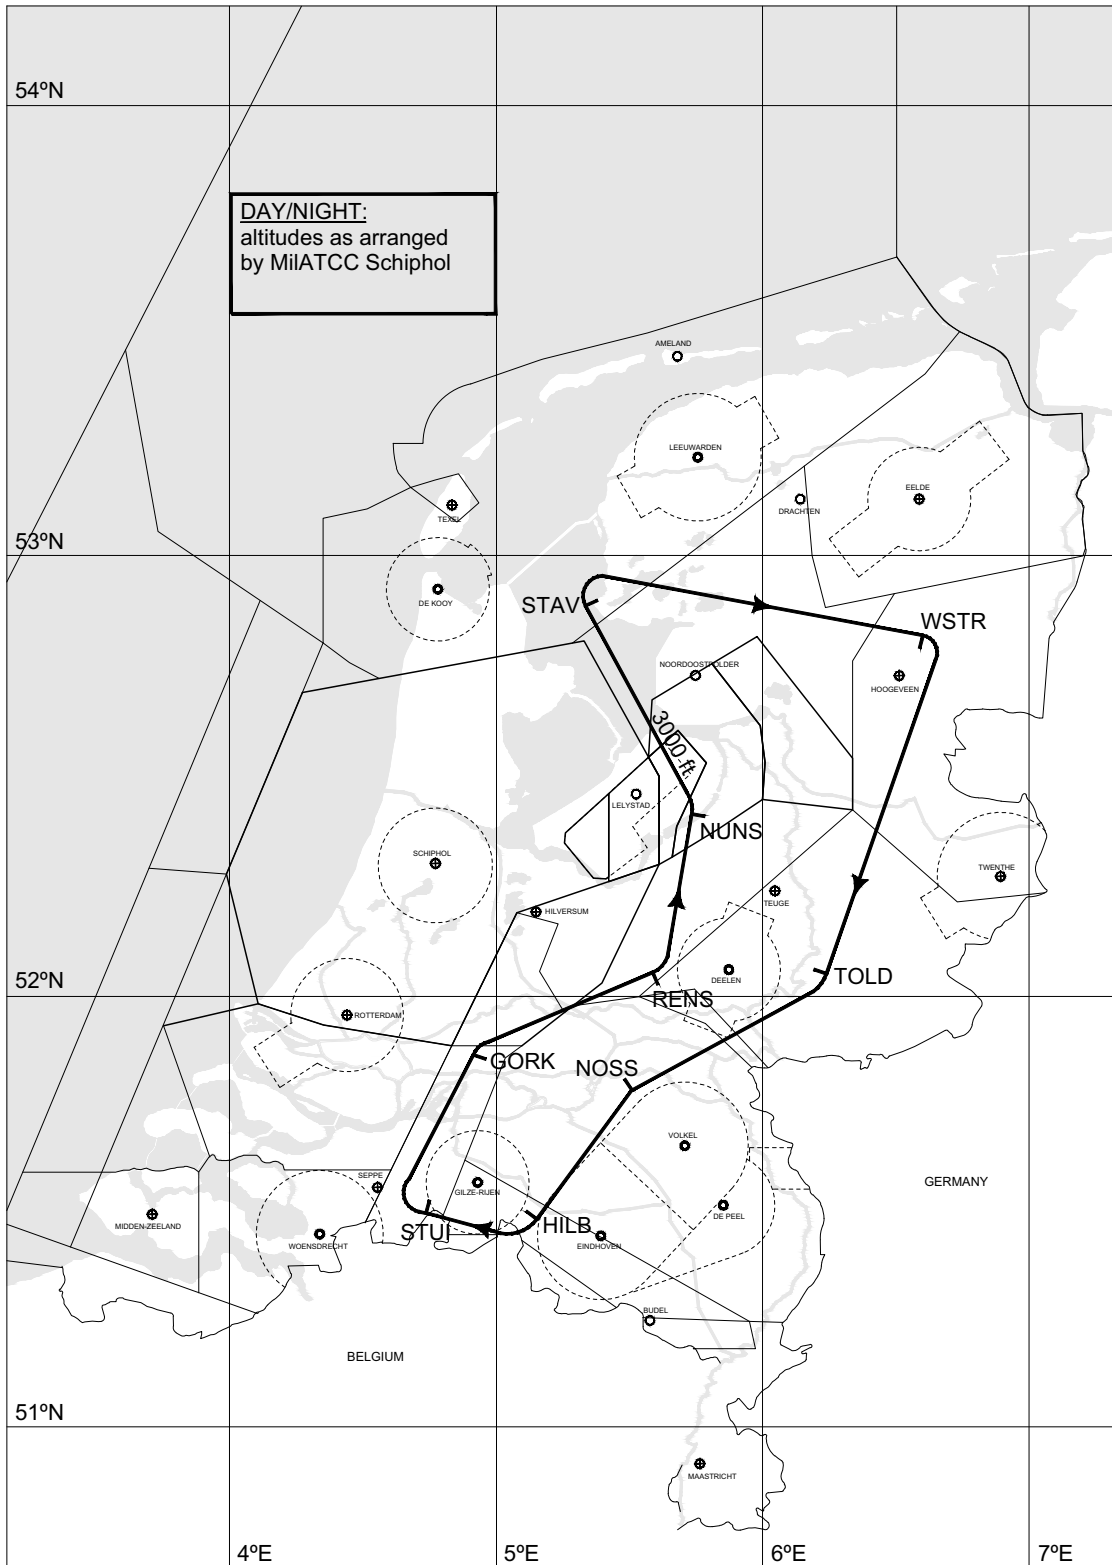 54ºN
DAY/NIGHT:
altitudes as arranged
by MilATCC Schiphol
AMELAND
LEEUWARDEN
EELDE
DRACHTEN
TEXEL
53ºN
DE KOOY
STAV
WSTR
NOORDOOSTPOLDER
HOOGEVEEN
3000 ft.
LELYSTAD
NUNS
SCHIPHOL
TWENTHE
TEUGE
HILVERSUM
DEELEN
TOLD
52ºN
RENS
ROTTERDAM
GORK
NOSS
VOLKEL
SEPPE
GILZE-RIJEN
GERMANY
MIDDEN-ZEELAND
DE PEEL
STUI
HILB
WOENSDRECHT
EINDHOVEN
BUDEL
BELGIUM
51ºN
MAASTRICHT
4ºE
5ºE
6ºE
7ºE